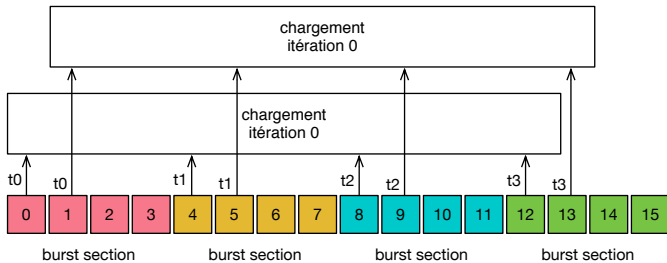 chargement
itération 0
chargement
itération 0
t0 t0 t1 t1 t2 t2 t3 t3
0 1 2 3 4 5 6 7 8 9 10 11 12 13 14 15
burst section burst section burst section burst section